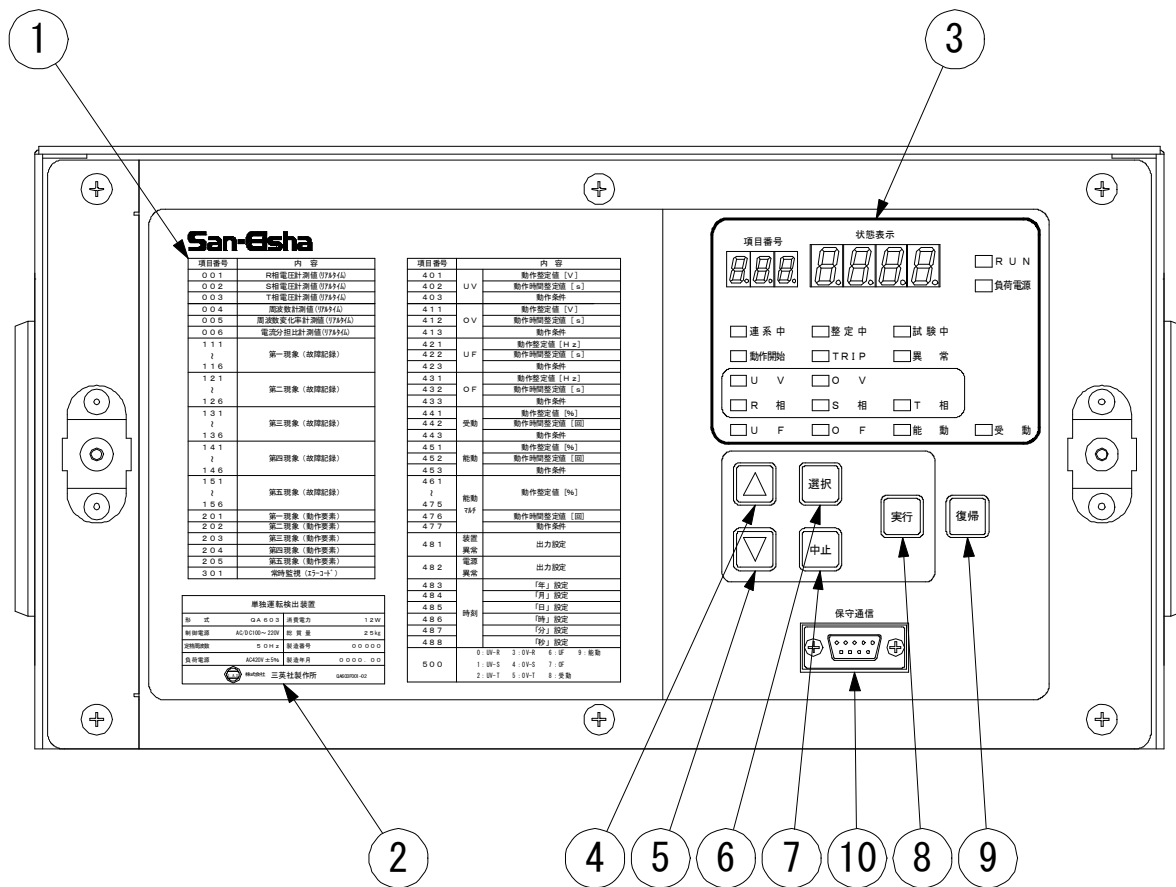 1
3
San-Eisha
項目番号 内 容
001 R相電圧計測値(リアルタイム)
002 S相電圧計測値(リアルタイム)
003 T相電圧計測値(リアルタイム)
004 周波数計測値(リアルタイム)
005 周波数変化率計測値(リアルタイム)
006 電流分担比計測値(リアルタイム)
111
~ 第一現象 (故障記録)
116
121
~ 第二現象 (故障記録)
126
131
~ 第三現象 (故障記録)
136
141
~ 第四現象 (故障記録)
146
151
~ 第五現象 (故障記録)
156
201 第一現象 (動作要素)
202 第二現象 (動作要素)
203 第三現象 (動作要素)
204 第四現象 (動作要素)
205 第五現象 (動作要素)
301 常時監視 (エラーコード)
単独運転検出装置
形 式 QA603 消費電力 12W
制御電源 AC/DC100~220V 総質量 25kg
定格周波数 50Hz 製造番号 00000
負荷電源 AC420V±5% 製造年月 0000.00
株式会社 三英社製作所
項目番号 内 容
401 動作整定値 [V]
402 UV 動作時間整定値 [s]
403 動作条件
411 動作整定値 [V]
412 OV 動作時間整定値 [s]
413 動作条件
421 動作整定値 [Hz]
422 UF 動作時間整定値 [s]
423 動作条件
431 動作整定値 [Hz]
432 OF 動作時間整定値 [s]
433 動作条件
441 動作整定値 [%]
442 受動 動作時間整定値 [回]
443 動作条件
451 動作整定値 [%]
452 能動 動作時間整定値 [回]
453 動作条件
461
~ 能動マルチ 動作整定値 [%]
475
476 動作時間整定値 [回]
477 動作条件
481 装置異常 出力設定
482 電源異常 出力設定
483 時刻 「年」設定
484 「月」設定
485 「日」設定
486 「時」設定
487 「分」設定
488 「秒」設定
500
0:UV-R 3:OV-R 6:UF 9:能動
1:UV-S 4:OV-S 7:OF
2:UV-T 5:OV-T 8:受動
項目番号 状態表示
8.8.8. 8.8.8.8.
RUN
負荷電源
連系中 整定中 試験中
動作開始 TRIP 異 常
U V O V
R 相 S 相 T 相
U F O F 能 動 受 動
△ 選択
実行 復帰
▽ 中止
保守通信
2
4 5 6 7 10 8 9